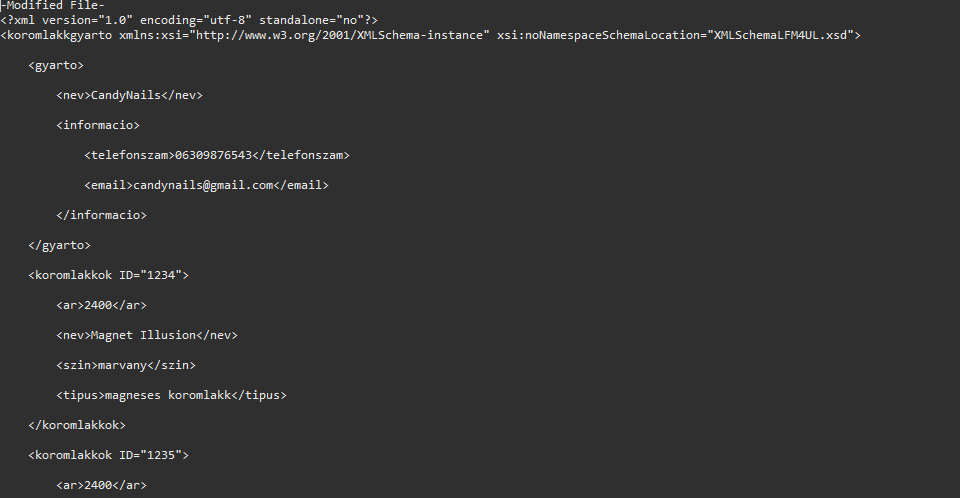 -Modified File-
<?xml version="1.0" encoding="utf-8" standalone="no"?>
<koromlakkgyarto xmlns:xsi="http://www.w3.org/2001/XMLSchema-instance" xsi:noNamespaceSchemaLocation="XMLSchemaLFM4UL.xsd">
<gyarto>
<nev>CandyNails</nev>
<informacio>
<telefonszam>06309876543</telefonszam>
<email>candynails@gmail.com</email>
</informacio>
</gyarto>
<koromlakkok ID="1234">
<ar>2400</ar>
<nev>Magnet Illusion</nev>
<szin>marvany</szin>
<tipus>magneses koromlakk</tipus>
</koromlakkok>
<koromlakkok ID="1235">
<ar>2400</ar>